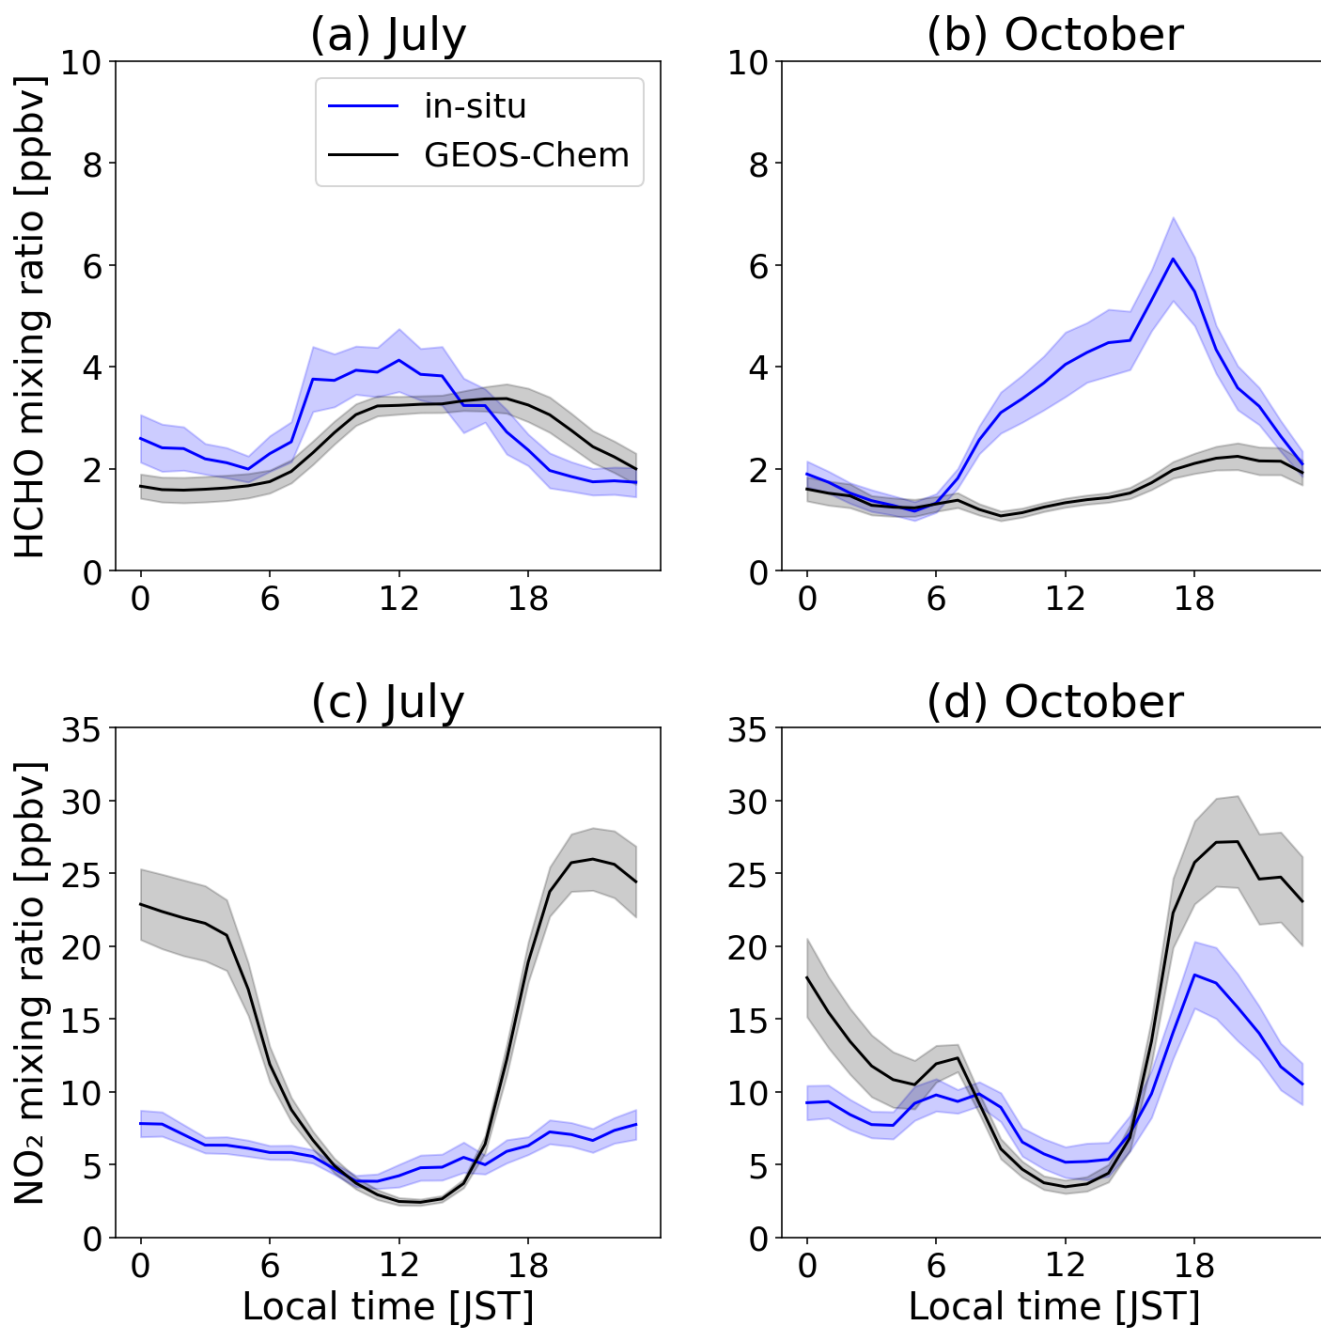 (a) July
(b) October
HCHO mixing ratio [ppbv]
10
8
6
4
2
0
in-situ
GEOS-Chem
0 6 12 18
10
8
6
4
2
0
0 6 12 18
(c) July
(d) October
NO₂ mixing ratio [ppbv]
35
30
25
20
15
10
5
0
0 6 12 18
Local time [JST]
35
30
25
20
15
10
5
0
0 6 12 18
Local time [JST]